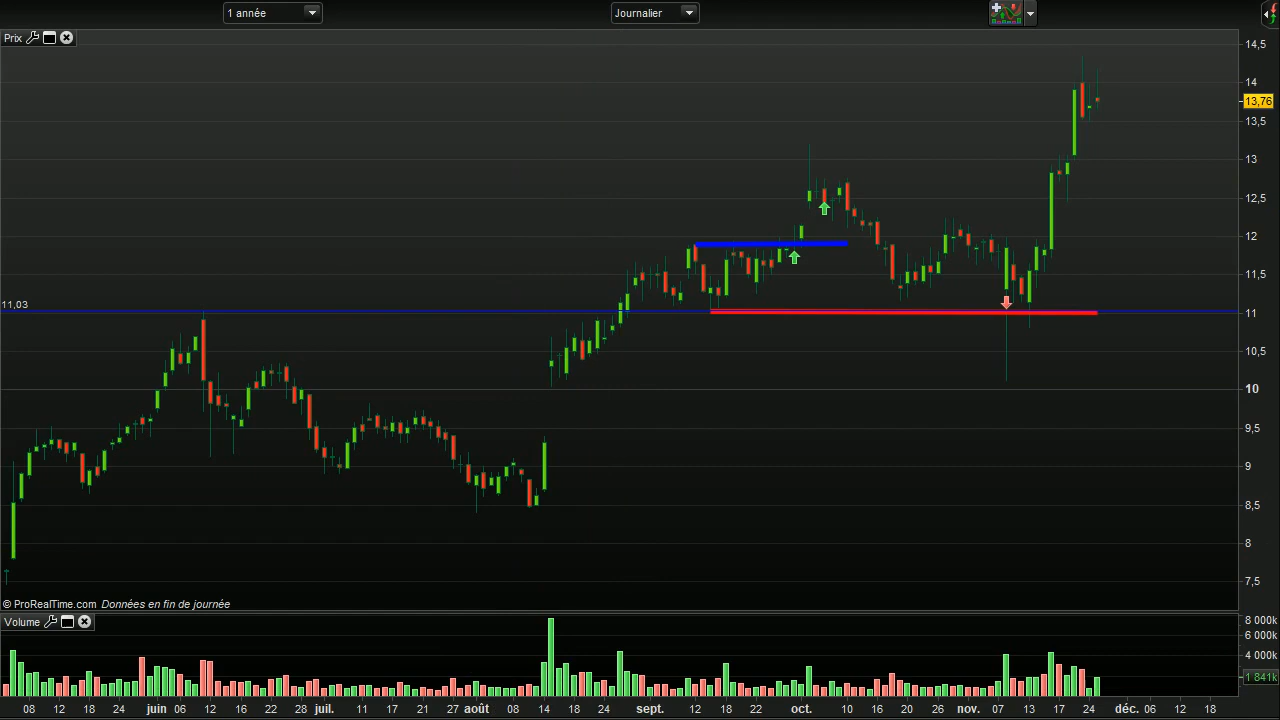 1 année Journalier
Prix
14,5
14
13,76
13,5
13
12,5
12
11,5
11,03
11
10,5
10
9,5
9
8,5
8
7,5
© ProRealTime.com Données en fin de journée
Volume
8 000k
6 000k
4 000k
1 841k
08 12 18 24 juin 06 12 16 22 28 juil. 11 15 21 27 août 08 12 18 24 sept. 12 16 22 28 oct. 10 14 20 26 nov. 07 13 18 24 déc. 06 12 18